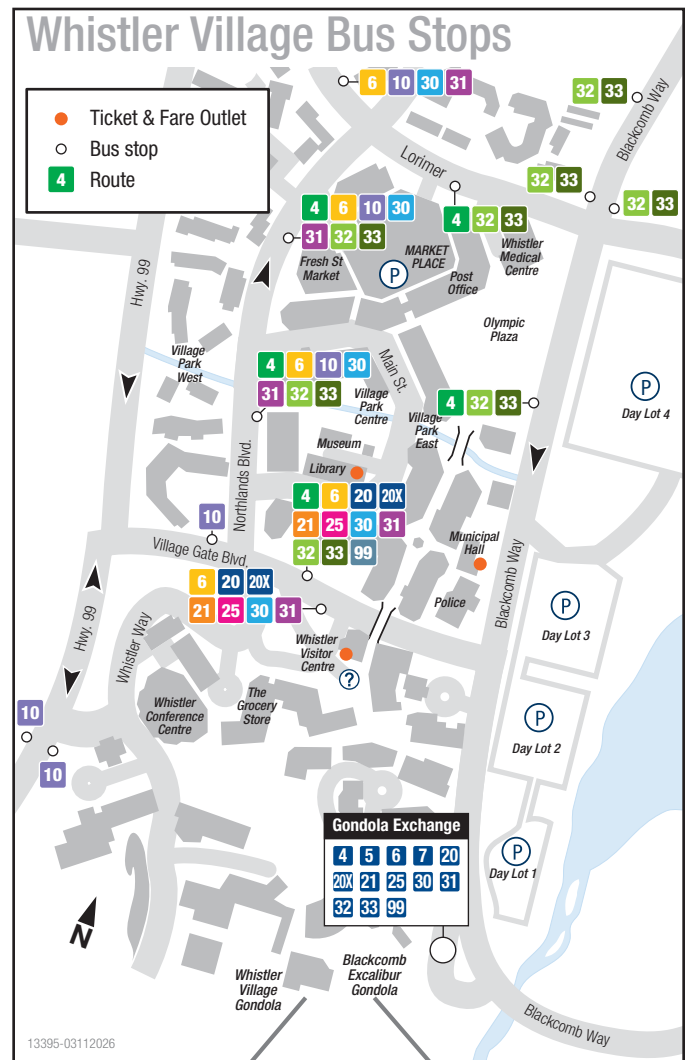 Whistler Village Bus Stops
Ticket & Fare Outlet
Bus stop
4 Route
6 10 30 31
32 33
Blackcomb Way
Lorimer
32 33
32 33
4 6 10 30
31 32 33
4 32 33
Fresh St
Market
MARKET
PLACE
P
Post
Office
Whistler
Medical
Centre
Hwy. 99
Olympic
Plaza
Village
Park
West
Main St.
4 6 10 30
31 32 33
Village
Park
Centre
4 32 33
Village
Park
East
P
Day Lot 4
Northlands Blvd.
Museum
Library
4 6 20 20X
21 25 30 31
32 33 99
10
Village Gate Blvd.
Municipal
Hall
Police
Blackcomb Way
P
Day Lot 3
6 20 20X
21 25 30 31
Hwy. 99
Whistler Way
Whistler
Visitor
Centre
?
Whistler
Conference
Centre
The
Grocery
Store
P
Day Lot 2
10
10
Gondola Exchange
4 5 6 7 20
20X 21 25 30 31
32 33 99
P
Day Lot 1
N
Whistler
Village
Gondola
Blackcomb
Excalibur
Gondola
Blackcomb Way
13395-03112026